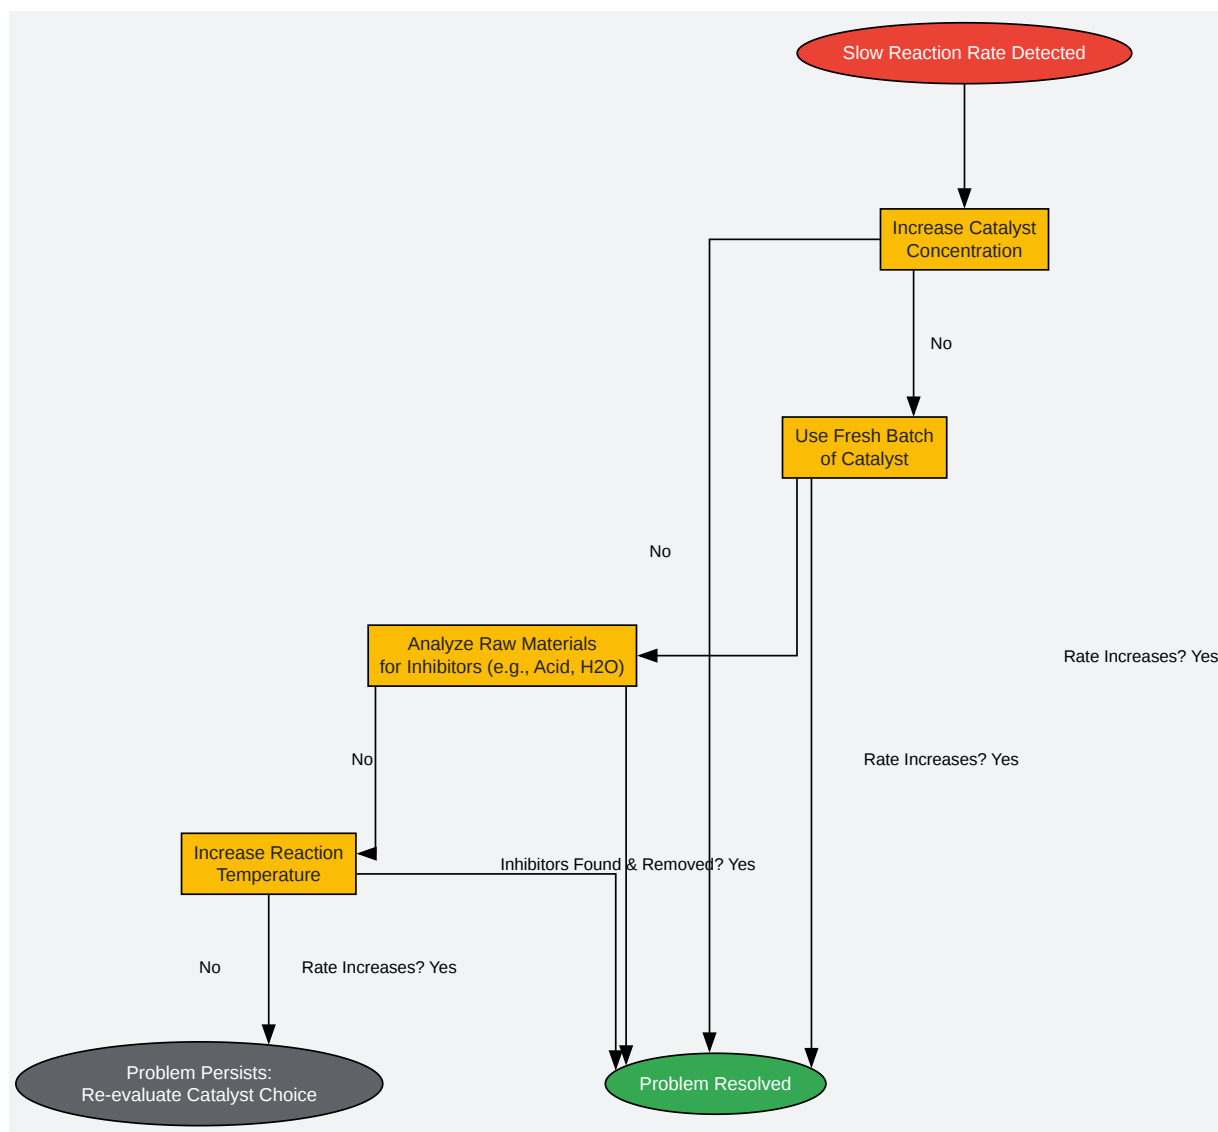 Slow Reaction Rate Detected
Increase Catalyst
Concentration
No
Use Fresh Batch
of Catalyst
No
Analyze Raw Materials
for Inhibitors (e.g., Acid, H2O)
Rate Increases? Yes
No
Rate Increases? Yes
Increase Reaction
Temperature
Inhibitors Found & Removed? Yes
No
Rate Increases? Yes
Problem Persists:
Re-evaluate Catalyst Choice
Problem Resolved